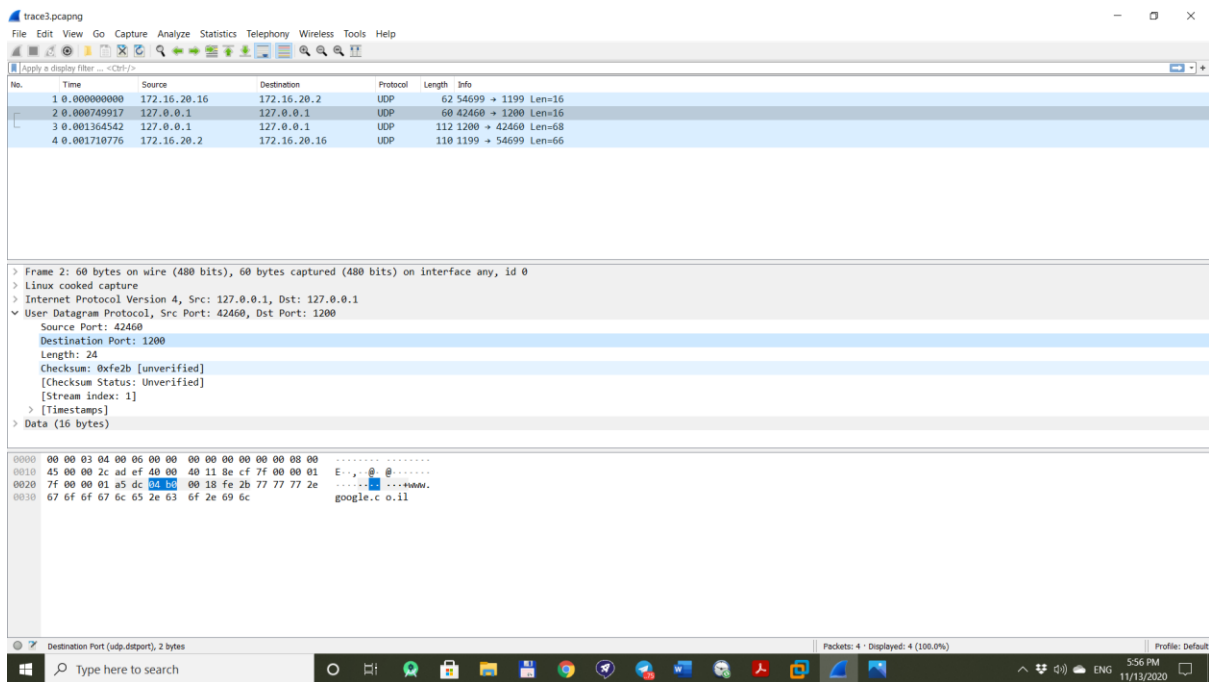 trace3.pcapng
File Edit View Go Capture Analyze Statistics Telephony Wireless Tools Help
Apply a display filter ... <Ctrl-/>
No. Time Source Destination Protocol Length Info
1 0.000000000 172.16.20.16 172.16.20.2 UDP 62 54699 → 1199 Len=16
2 0.000749917 127.0.0.1 127.0.0.1 UDP 60 42460 → 1200 Len=16
3 0.001364542 127.0.0.1 127.0.0.1 UDP 112 1200 → 42460 Len=68
4 0.001710776 172.16.20.2 172.16.20.16 UDP 110 1199 → 54699 Len=66
> Frame 2: 60 bytes on wire (480 bits), 60 bytes captured (480 bits) on interface any, id 0
> Linux cooked capture
> Internet Protocol Version 4, Src: 127.0.0.1, Dst: 127.0.0.1
User Datagram Protocol, Src Port: 42460, Dst Port: 1200
Source Port: 42460
Destination Port: 1200
Length: 24
Checksum: 0xfe2b [unverified]
[Checksum Status: Unverified]
[Stream index: 1]
> [Timestamps]
> Data (16 bytes)
0000 00 00 03 04 00 06 00 00 00 00 00 00 00 00 08 00 ········ ········
0010 45 00 00 2c ad ef 40 00 40 11 8e cf 7f 00 00 01 E··,··@· @·······
0020 7f 00 00 01 a5 dc 04 b0 00 18 fe 2b 77 77 77 2e ········ ···+www.
0030 67 6f 6f 67 6c 65 2e 63 6f 2e 69 6c google.c o.il
Destination Port (udp.dstport), 2 bytes
Packets: 4 · Displayed: 4 (100.0%)
Profile: Default
Type here to search
ENG
5:56 PM
11/13/2020